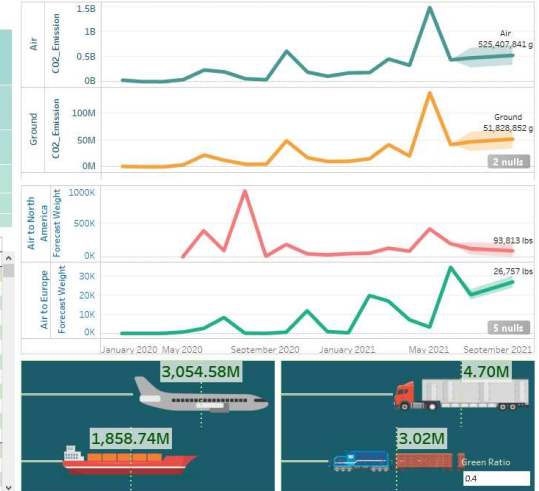 1.5B
1B
0.5B
0B
Air
CO2_Emission
Air
525,407,841 g
100M
50M
0M
Ground
CO2_Emission
Ground
51,828,852 g
2 nulls
1000K
500K
0K
Air to North
America
Forecast Weight
93,813 lbs
30K
20K
10K
0K
Air to Europe
Forecast Weight
26,757 lbs
5 nulls
January 2020 May 2020 September 2020 January 2021 May 2021 September 2021
3,054.58M
4.70M
1,858.74M
3.02M
Green Ratio
0.4